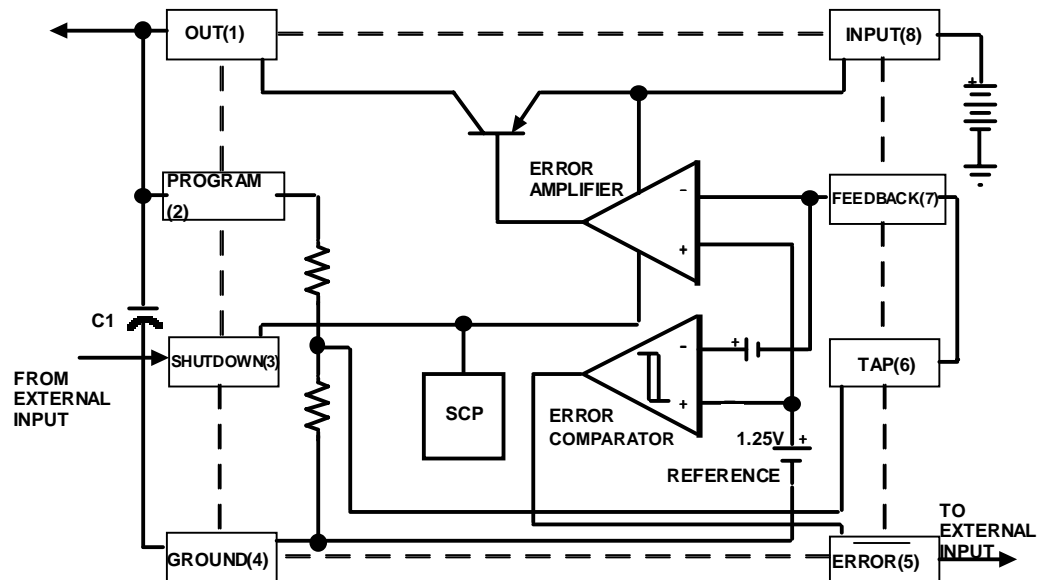 OUT(1)
INPUT(8)
+
ERROR
AMPLIFIER
PROGRAM
(2)
-
FEEDBACK(7)
+
C1
SHUTDOWN(3)
FROM
EXTERNAL
INPUT
SCP
-
+
TAP(6)
+
ERROR
COMPARATOR
1.25V
+
REFERENCE
TO
EXTERNAL
INPUT
GROUND(4)
ERROR(5)